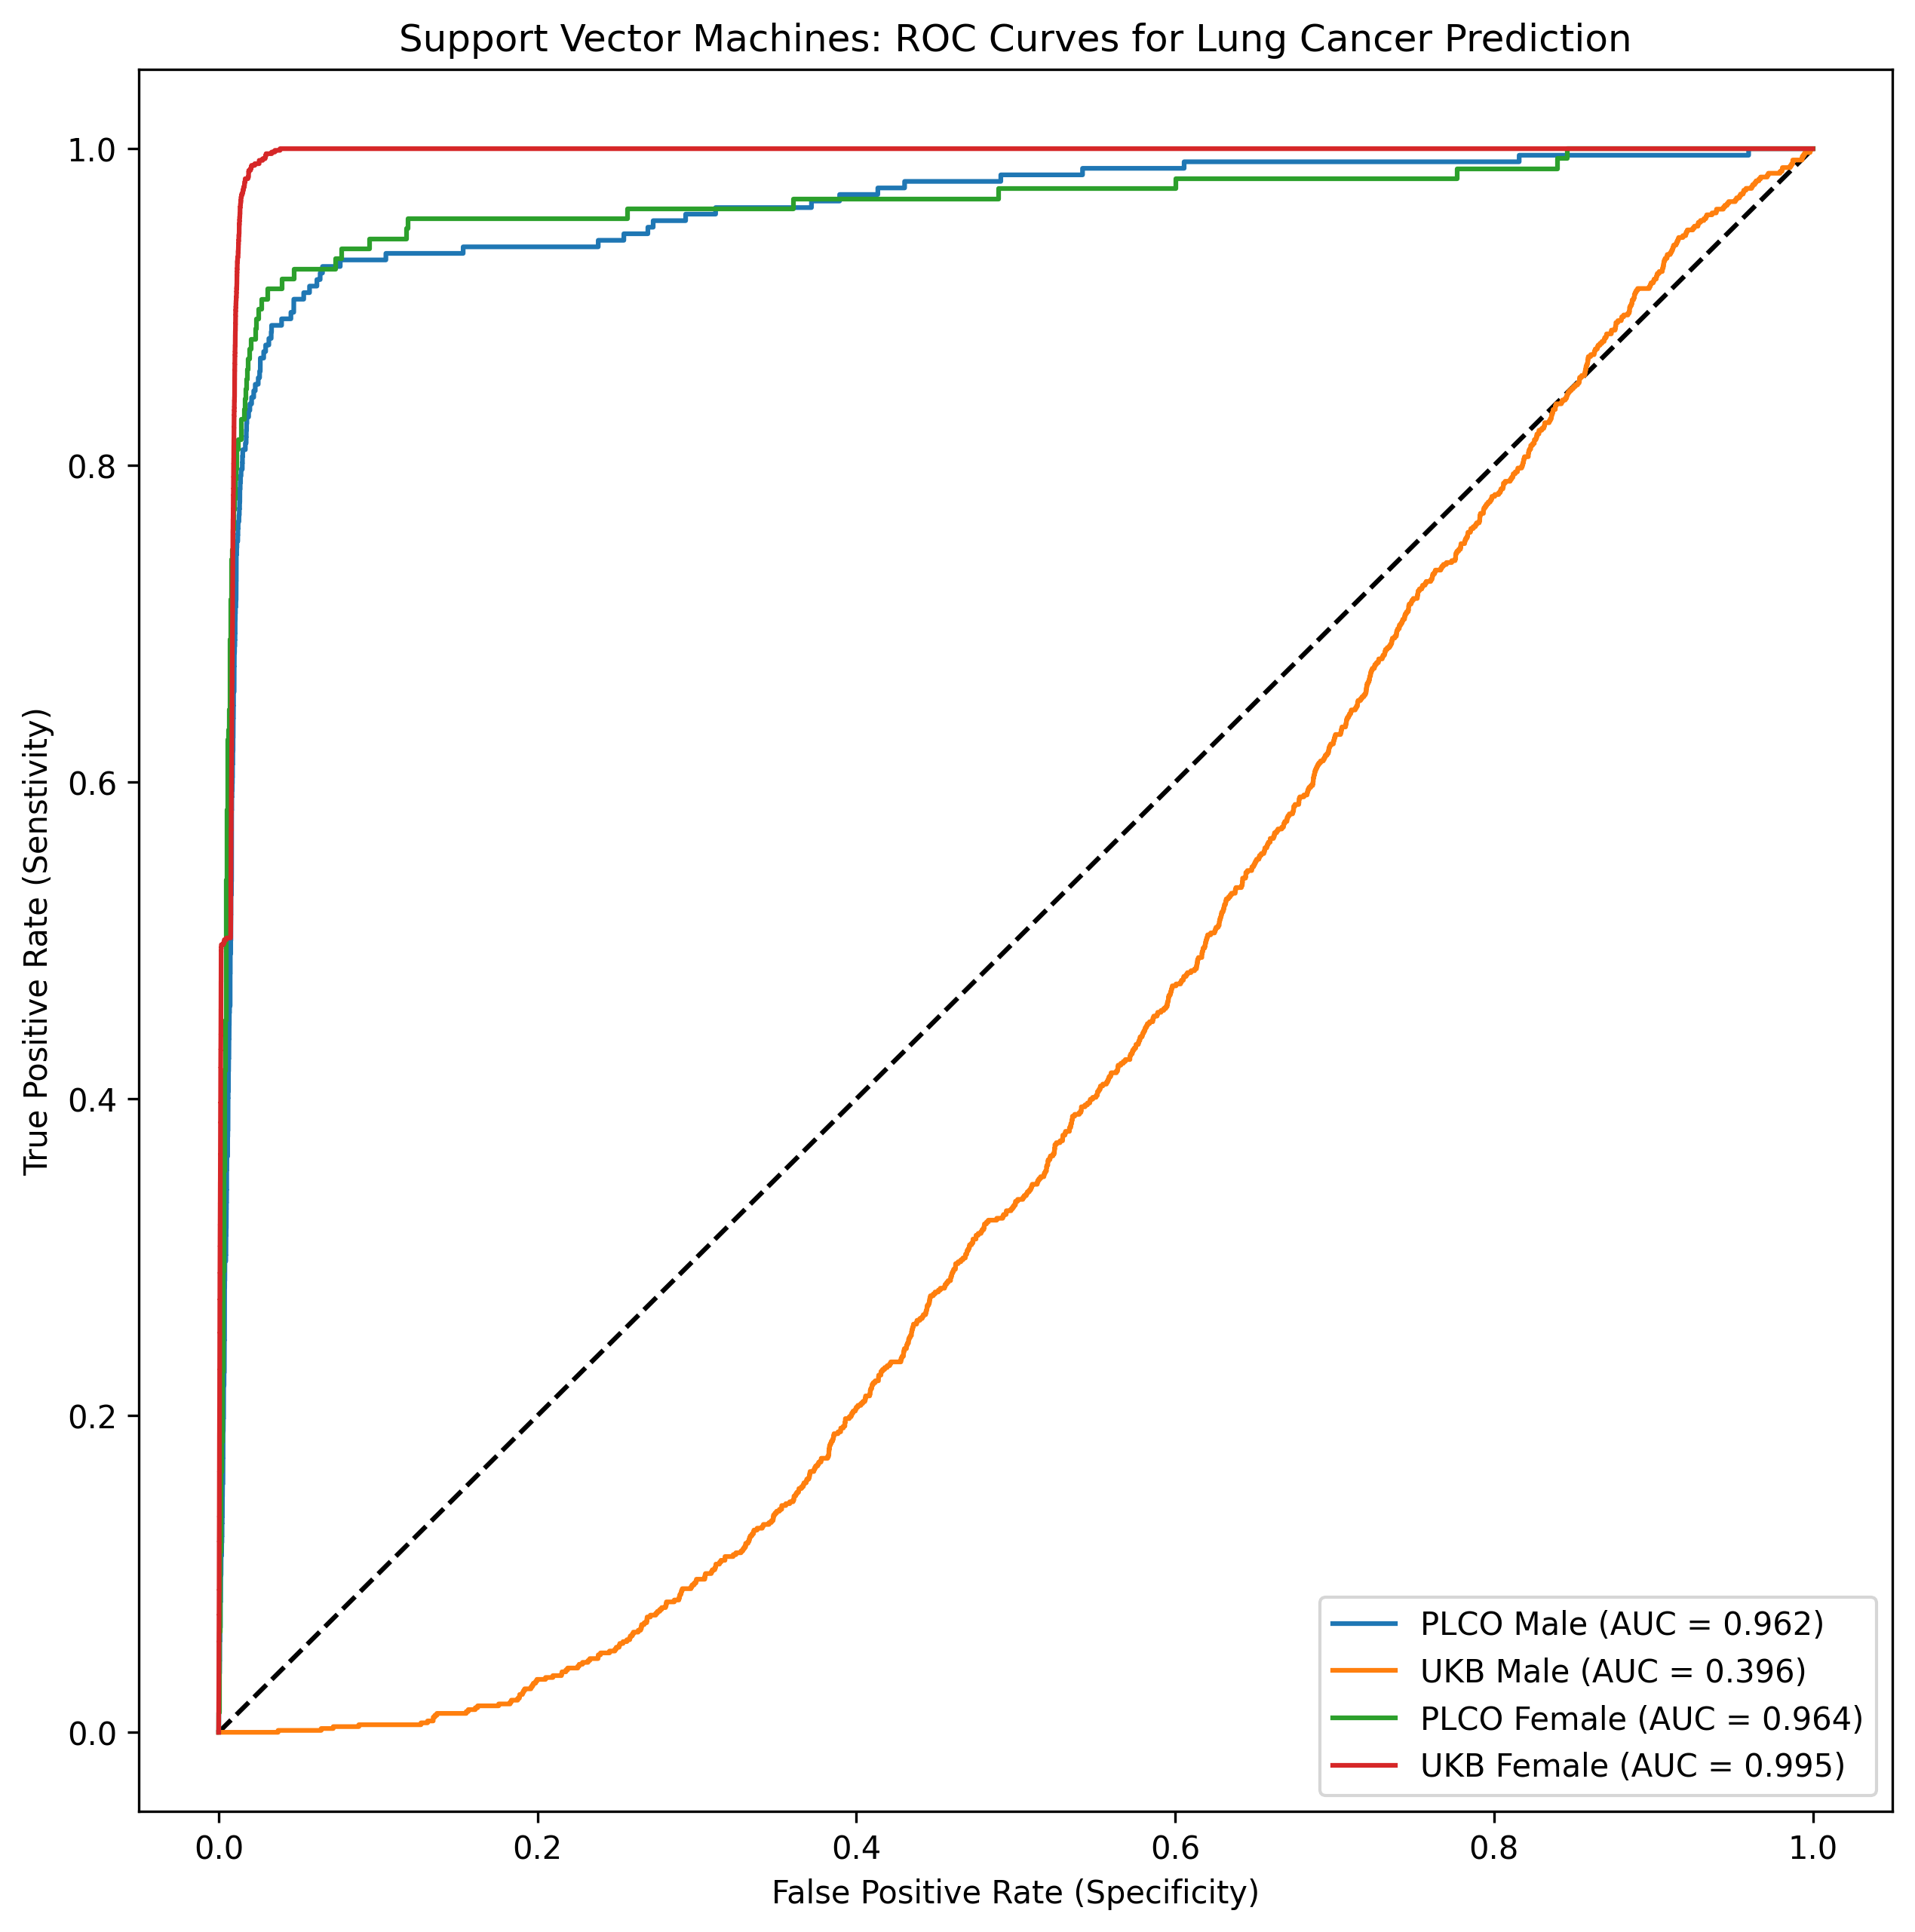 Support Vector Machines: ROC Curves for Lung Cancer Prediction
True Positive Rate (Senstivity)
1.0
0.8
0.6
0.4
0.2
0.0
0.0 0.2 0.4 0.6 0.8 1.0
False Positive Rate (Specificity)
PLCO Male (AUC = 0.962)
UKB Male (AUC = 0.396)
PLCO Female (AUC = 0.964)
UKB Female (AUC = 0.995)